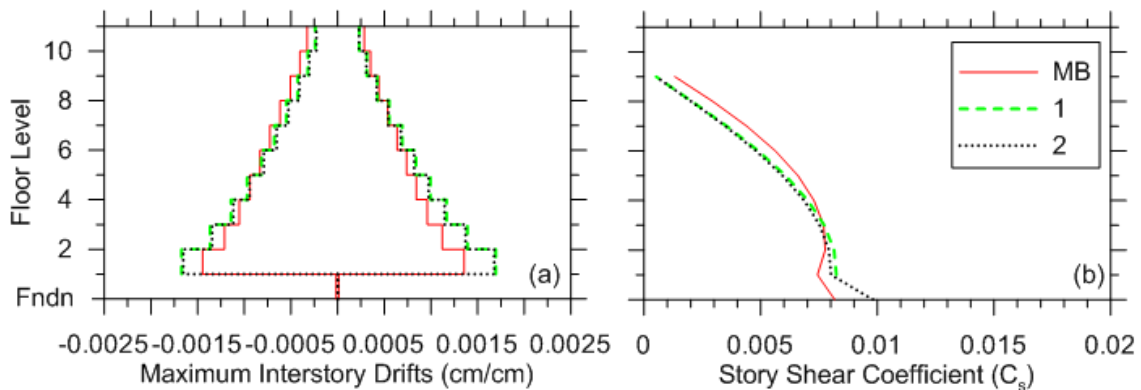 10
8
6
4
2
Fndn
Floor Level
(a)
-0.0025 -0.0015 -0.0005 0.0005 0.0015 0.0025
Maximum Interstory Drifts (cm/cm)
MB
1
2
(b)
0 0.005 0.01 0.015 0.02
Story Shear Coefficient (Cs)